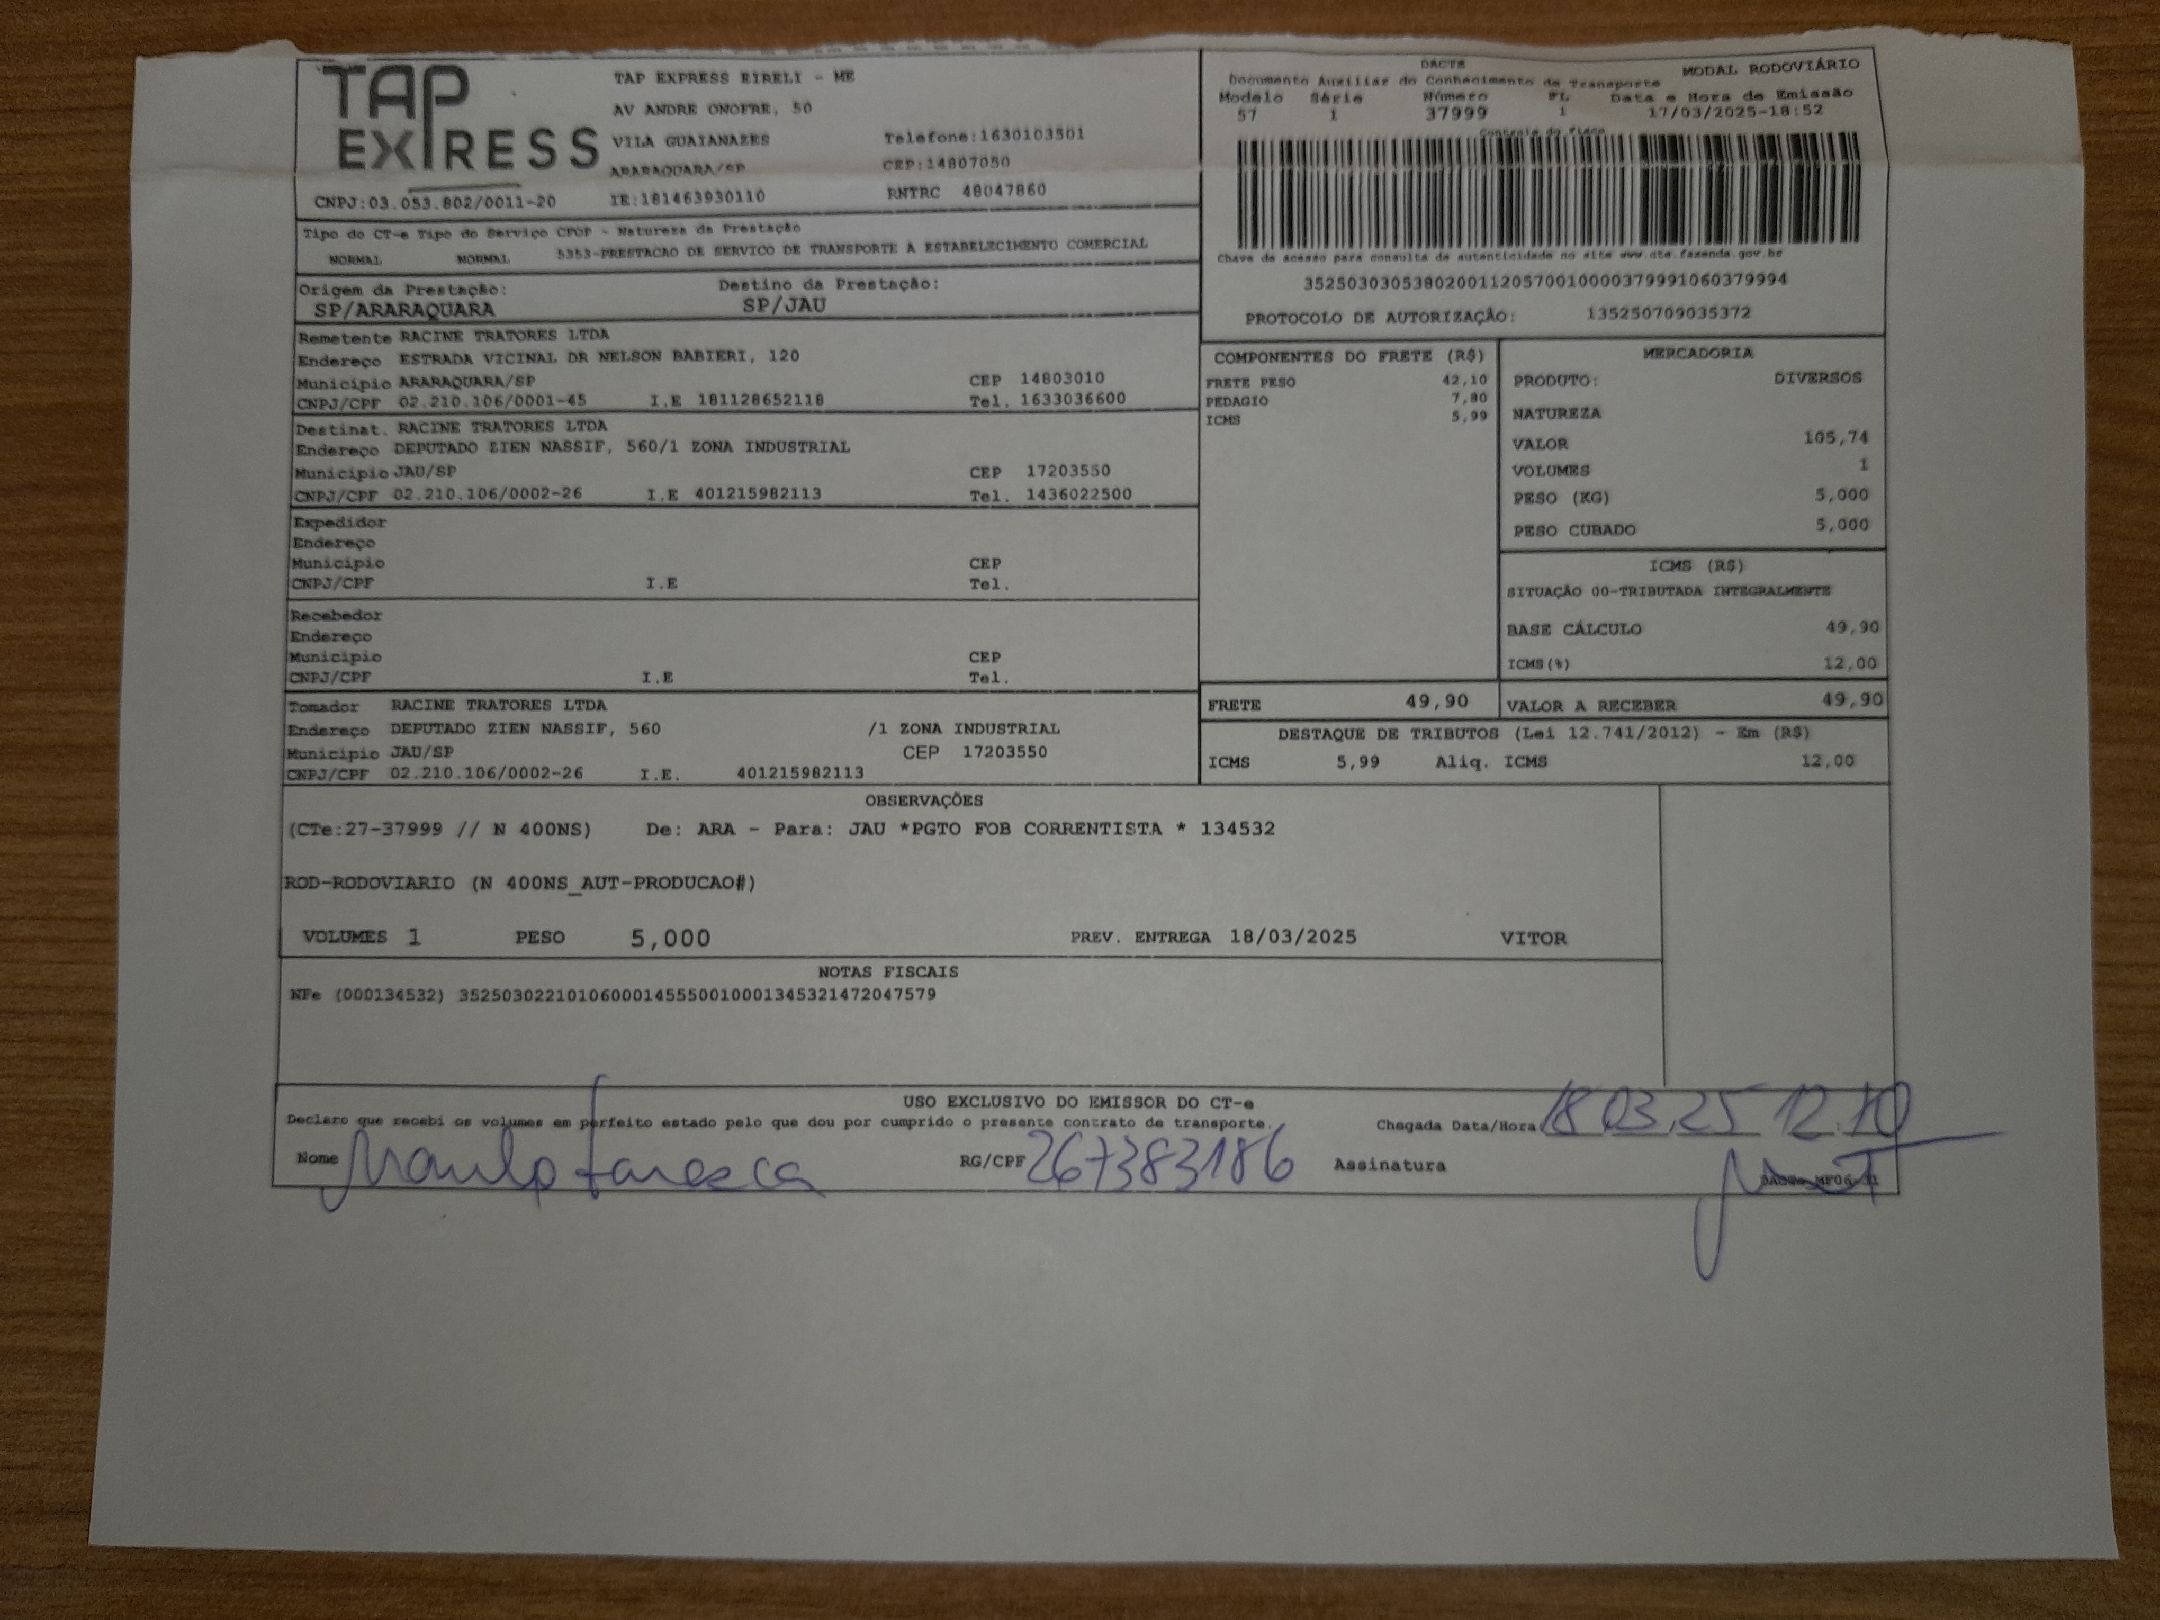 TAP EXPRESS
TAP EXPRESS EIRELI - ME
AV ANDRE ONOFRE, 50
VILA GUAIANAZES Telefone:1630103501
ARARAQUARA/SP CEP:14807050
CNPJ:03.053.802/0011-20 IE:181463930110 RNTRC 48047860
DACTE MODAL RODOVIÁRIO
Documento Auxiliar do Conhecimento de Transporte
Modelo Série Número FL Data e Hora de Emissão
57 1 37999 1 17/03/2025-18:52
Controle do Fisco
Chave de acesso para consulta de autenticidade no site www.cte.fazenda.gov.br
35250303053802001120570010000379991060379994
PROTOCOLO DE AUTORIZAÇÃO: 135250709035372
Tipo do CT-e Tipo do Serviço CFOP - Natureza da Prestação
NORMAL NORMAL 5353-PRESTACAO DE SERVICO DE TRANSPORTE A ESTABELECIMENTO COMERCIAL
Origem da Prestação: Destino da Prestação:
SP/ARARAQUARA SP/JAU
Remetente RACINE TRATORES LTDA
Endereço ESTRADA VICINAL DR NELSON BABIERI, 120
Município ARARAQUARA/SP CEP 14803010
CNPJ/CPF 02.210.106/0001-45 I.E 181128652118 Tel. 1633036600
Destinat. RACINE TRATORES LTDA
Endereço DEPUTADO ZIEN NASSIF, 560/1 ZONA INDUSTRIAL
Município JAU/SP CEP 17203550
CNPJ/CPF 02.210.106/0002-26 I.E 401215982113 Tel. 1436022500
Expedidor
Endereço
Município CEP
CNPJ/CPF I.E Tel.
Recebedor
Endereço
Município CEP
CNPJ/CPF I.E Tel.
Tomador RACINE TRATORES LTDA
Endereço DEPUTADO ZIEN NASSIF, 560 /1 ZONA INDUSTRIAL
Município JAU/SP CEP 17203550
CNPJ/CPF 02.210.106/0002-26 I.E. 401215982113
COMPONENTES DO FRETE (R$)
FRETE PESO 42,10
PEDAGIO 7,80
ICMS 5,99
MERCADORIA
PRODUTO: DIVERSOS
NATUREZA
VALOR 105,74
VOLUMES 1
PESO (KG) 5,000
PESO CUBADO 5,000
ICMS (R$)
SITUAÇÃO 00-TRIBUTADA INTEGRALMENTE
BASE CÁLCULO 49,90
ICMS(%) 12,00
FRETE 49,90 VALOR A RECEBER 49,90
DESTAQUE DE TRIBUTOS (Lei 12.741/2012) - Em (R$)
ICMS 5,99 Aliq. ICMS 12,00
OBSERVAÇÕES
(CTe:27-37999 // N 400NS) De: ARA - Para: JAU *PGTO FOB CORRENTISTA * 134532
ROD-RODOVIARIO (N 400NS_AUT-PRODUCAO#)
VOLUMES 1 PESO 5,000 PREV. ENTREGA 18/03/2025 VITOR
NOTAS FISCAIS
NFe (000134532) 35250302210106000145550010001345321472047579
USO EXCLUSIVO DO EMISSOR DO CT-e
Declaro que recebi os volumes em perfeito estado pelo que dou por cumprido o presente contrato de transporte. Chegada Data/Hora 18 03.25 12:10
Nome RG/CPF 267383186 Assinatura